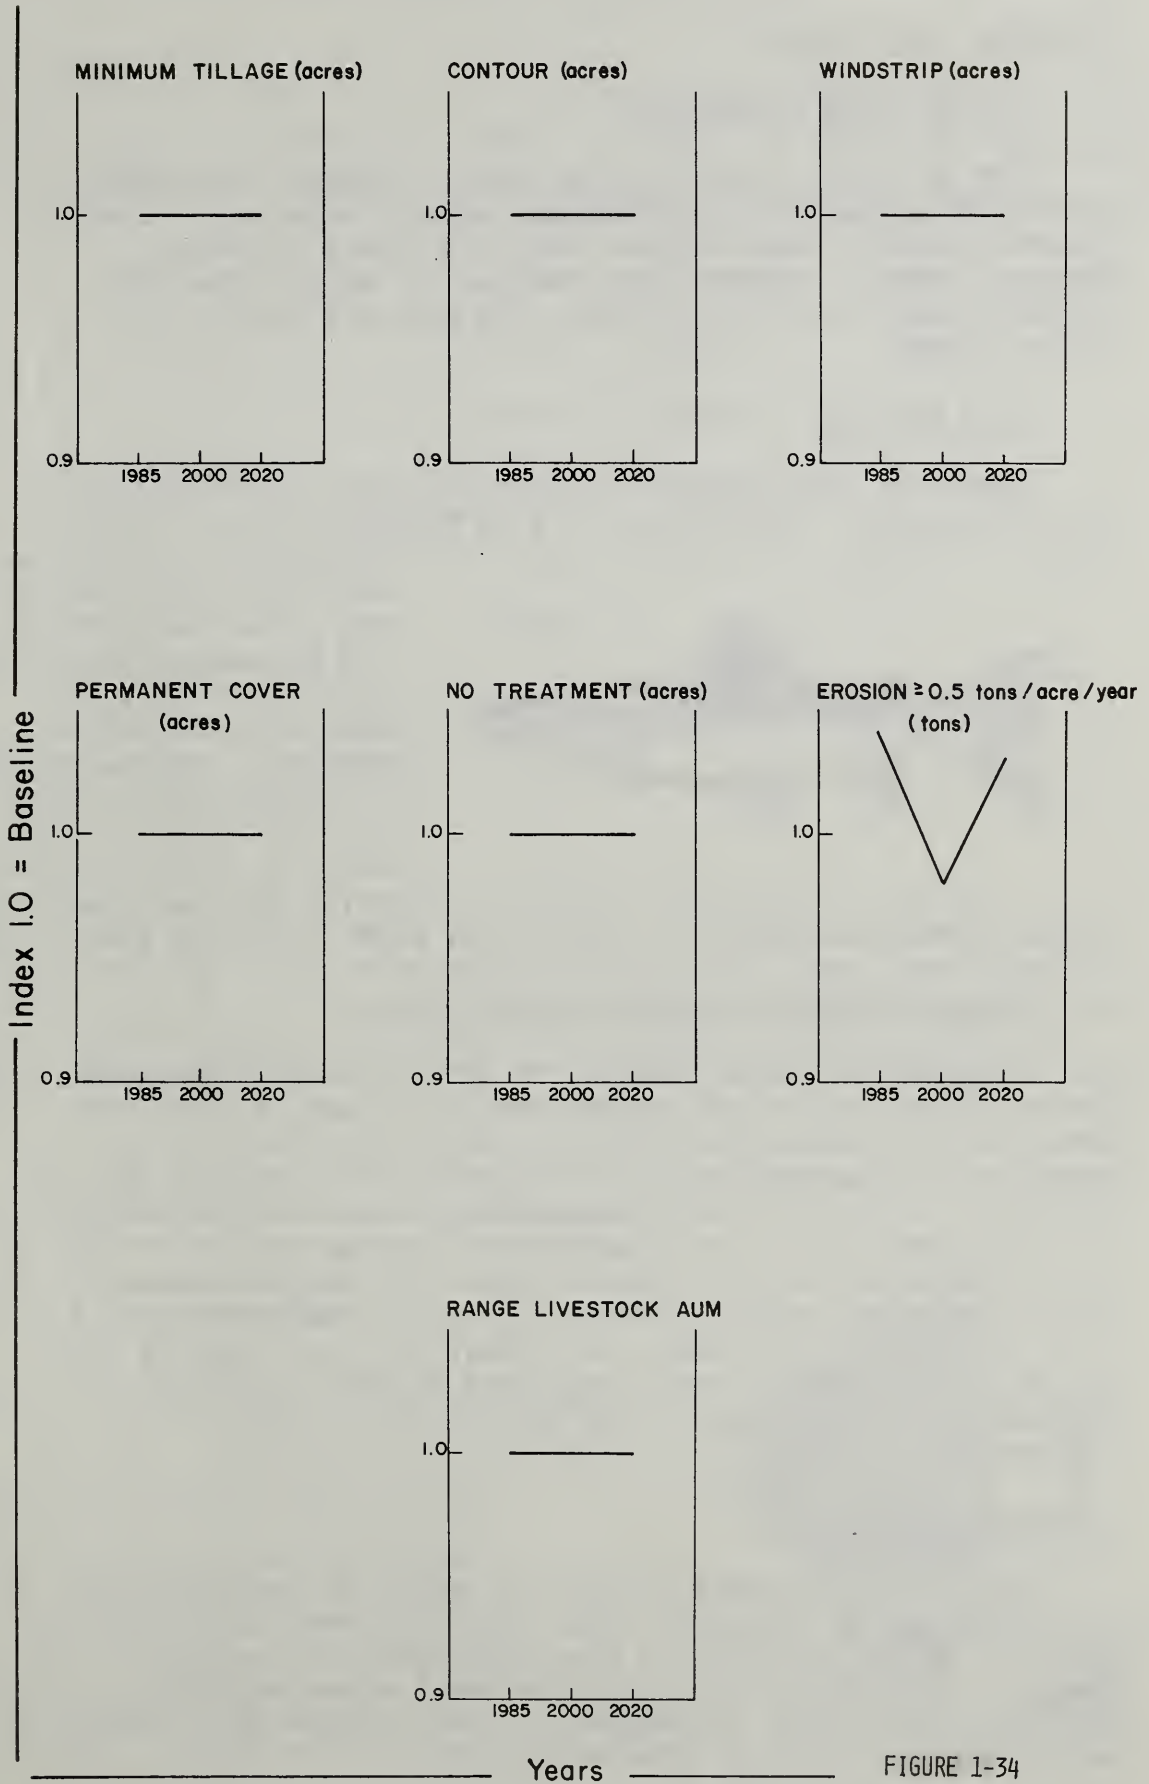 MINIMUM TILLAGE (acres)
1.0
0.9
1985 2000 2020
CONTOUR (acres)
1.0
0.9
1985 2000 2020
WINDSTRIP (acres)
1.0
0.9
1985 2000 2020
Index 1.0 = Baseline
PERMANENT COVER
(acres)
1.0
0.9
1985 2000 2020
NO TREATMENT (acres)
1.0
0.9
1985 2000 2020
EROSION ≥ 0.5 tons/acre/year
(tons)
1.0
0.9
1985 2000 2020
RANGE LIVESTOCK AUM
1.0
0.9
1985 2000 2020
Years
FIGURE 1-34